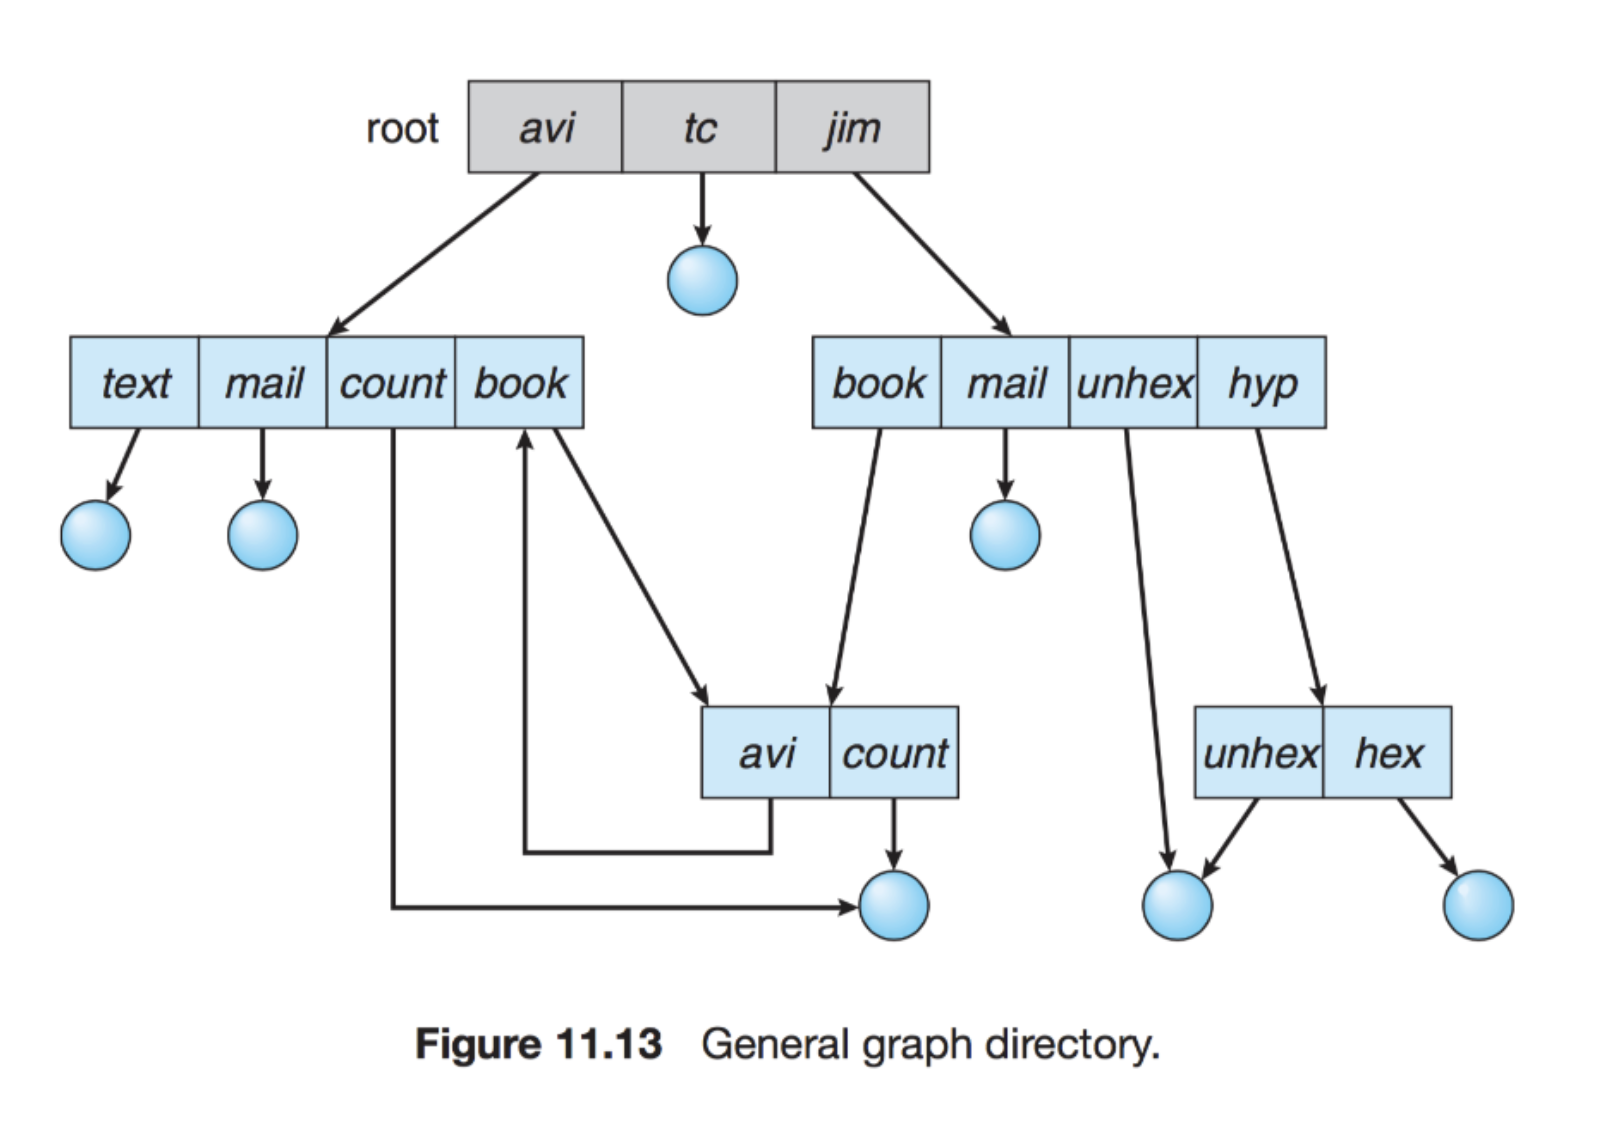 root avi tc jim
text mail count book book mail unhex hyp
avi count unhex hex
Figure 11.13 General graph directory.